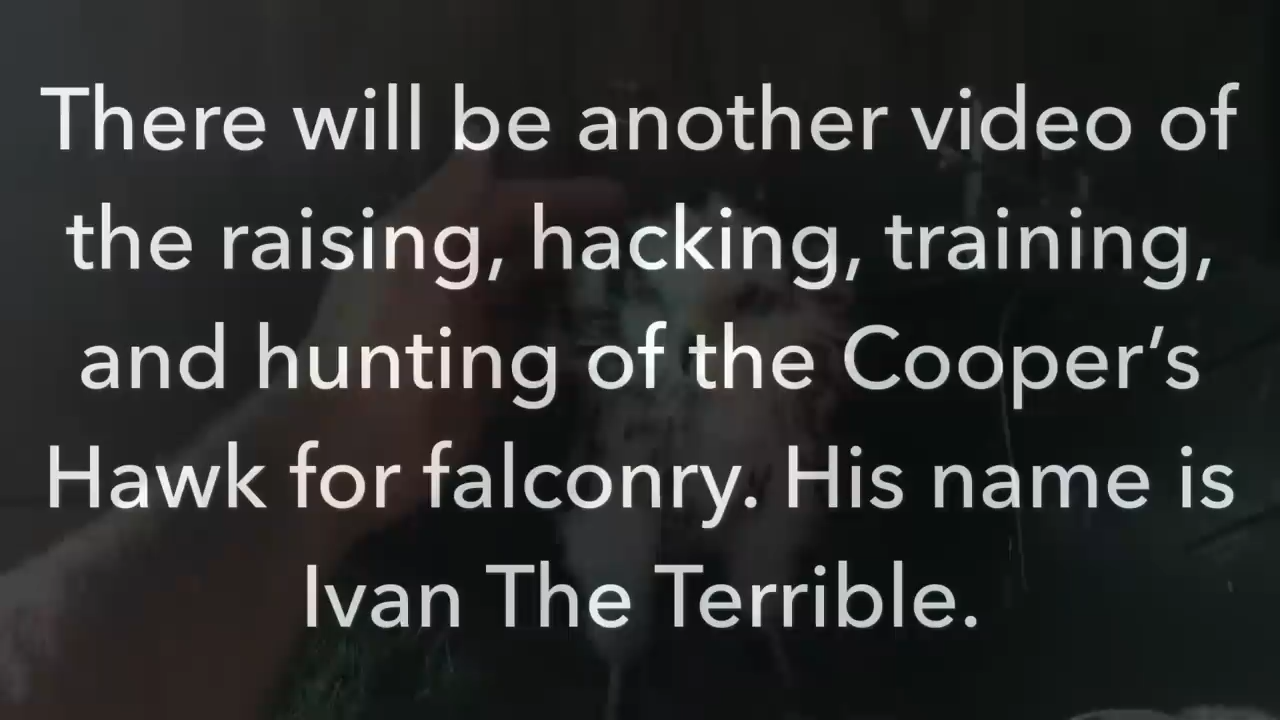 There will be another video of
the raising, hacking, training,
and hunting of the Cooper’s
Hawk for falconry. His name is
Ivan The Terrible.